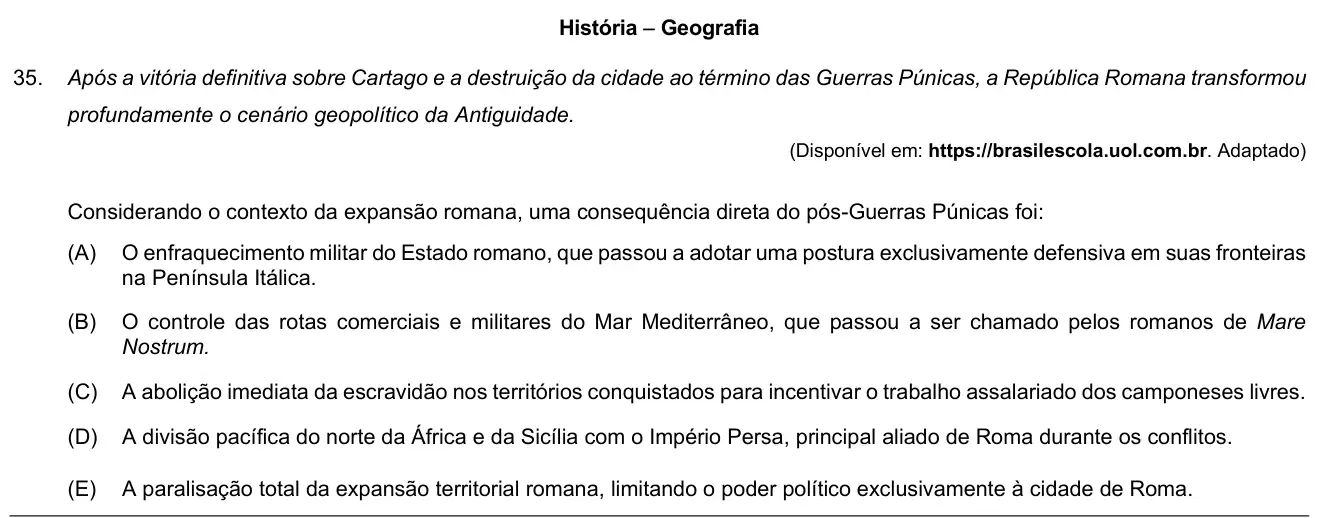 História – Geografia
35. Após a vitória definitiva sobre Cartago e a destruição da cidade ao término das Guerras Púnicas, a República Romana transformou
profundamente o cenário geopolítico da Antiguidade.
(Disponível em: https://brasilescola.uol.com.br. Adaptado)
Considerando o contexto da expansão romana, uma consequência direta do pós-Guerras Púnicas foi:
(A) O enfraquecimento militar do Estado romano, que passou a adotar uma postura exclusivamente defensiva em suas fronteiras
na Península Itálica.
(B) O controle das rotas comerciais e militares do Mar Mediterrâneo, que passou a ser chamado pelos romanos de Mare
Nostrum.
(C) A abolição imediata da escravidão nos territórios conquistados para incentivar o trabalho assalariado dos camponeses livres.
(D) A divisão pacífica do norte da África e da Sicília com o Império Persa, principal aliado de Roma durante os conflitos.
(E) A paralisação total da expansão territorial romana, limitando o poder político exclusivamente à cidade de Roma.